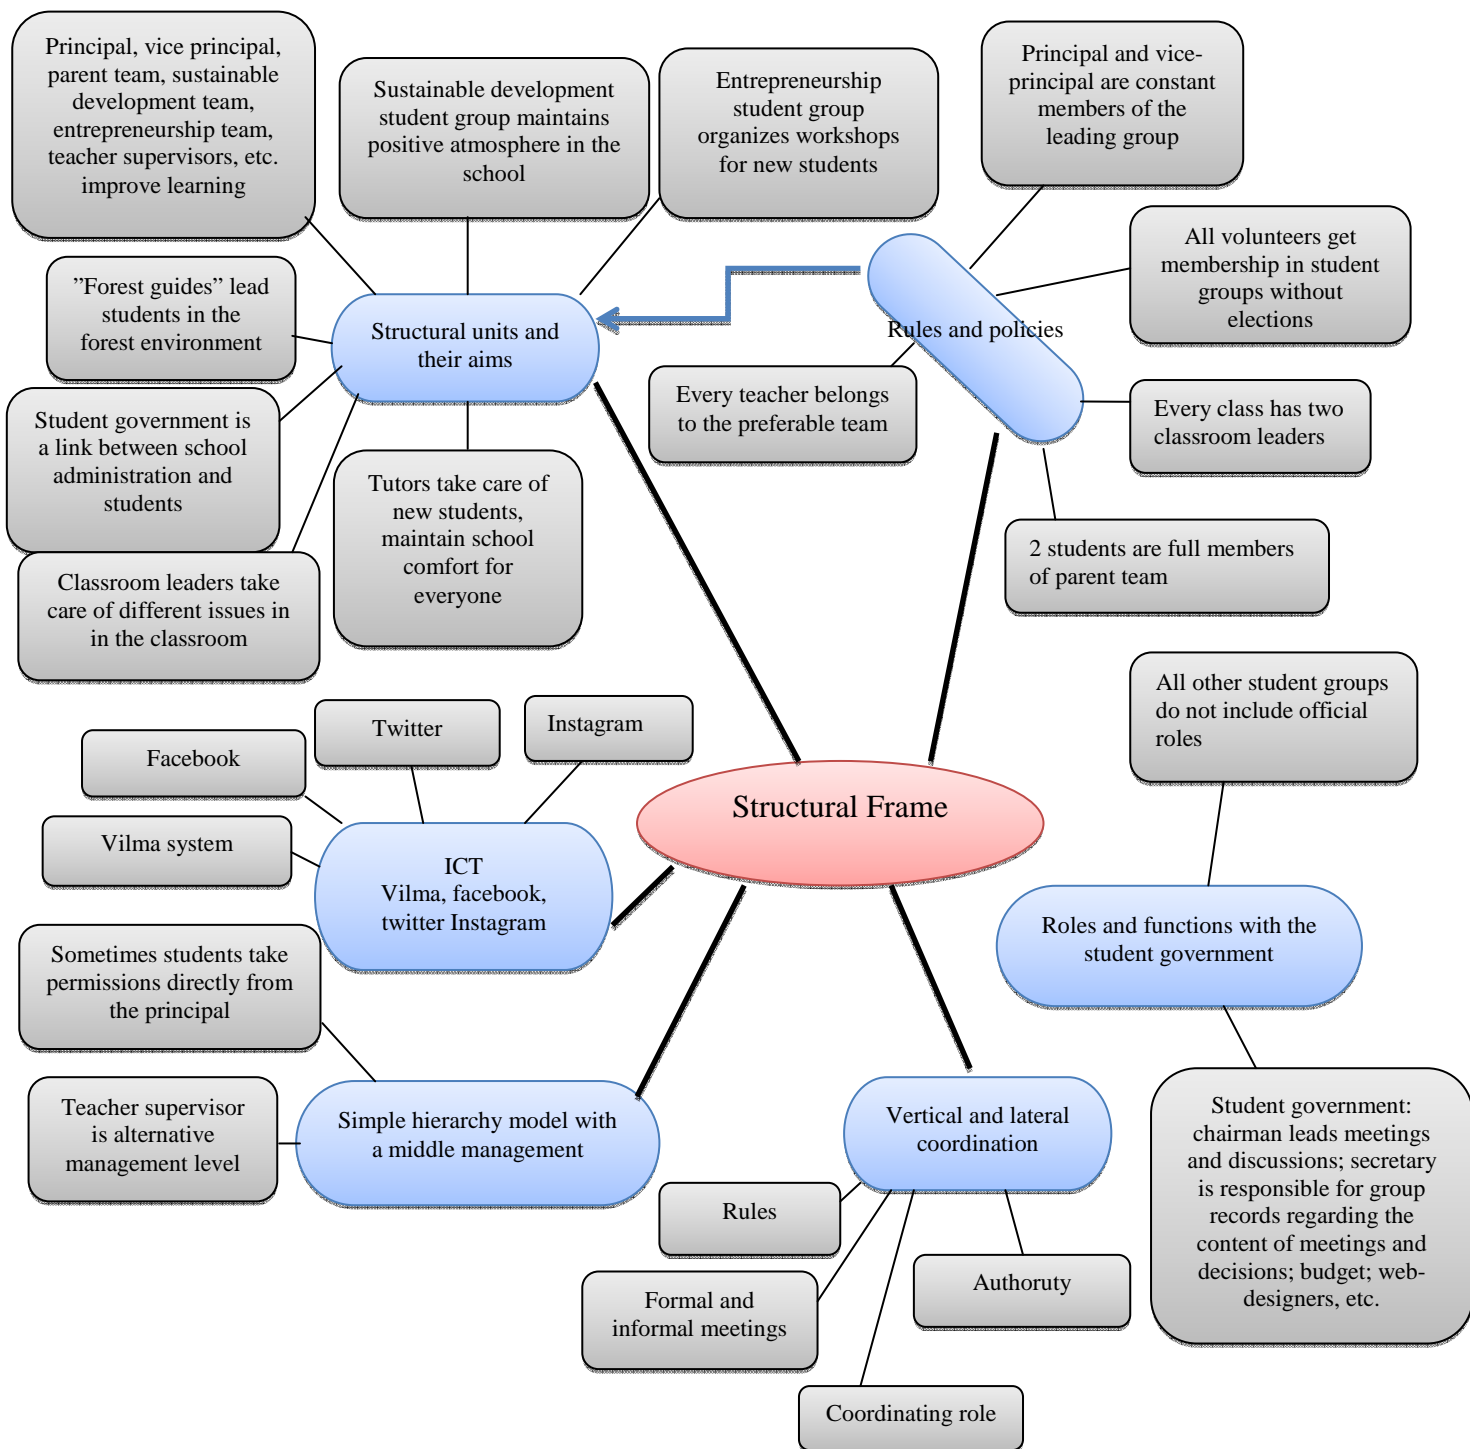 Principal, vice principal,
parent team, sustainable
development team,
entrepreneurship team,
teacher supervisors, etc.
improve learning
Sustainable development
student group maintains
positive atmosphere in the
school
Entrepreneurship
student group
organizes workshops
for new students
Principal and vice-
principal are constant
members of the
leading group
All volunteers get
membership in student
groups without
elections
”Forest guides” lead
students in the
forest environment
Structural units and
their aims
Rules and policies
Every teacher belongs
to the preferable team
Every class has two
classroom leaders
Student government is
a link between school
administration and
students
Tutors take care of
new students,
maintain school
comfort for
everyone
2 students are full members
of parent team
Classroom leaders take
care of different issues in
in the classroom
All other student groups
do not include official
roles
Facebook
Twitter
Instagram
Vilma system
ICT
Vilma, facebook,
twitter Instagram
Structural Frame
Roles and functions with the
student government
Sometimes students take
permissions directly from
the principal
Teacher supervisor
is alternative
management level
Simple hierarchy model with
a middle management
Vertical and lateral
coordination
Student government:
chairman leads meetings
and discussions; secretary
is responsible for group
records regarding the
content of meetings and
decisions; budget; web-
designers, etc.
Rules
Formal and
informal meetings
Authoruty
Coordinating role